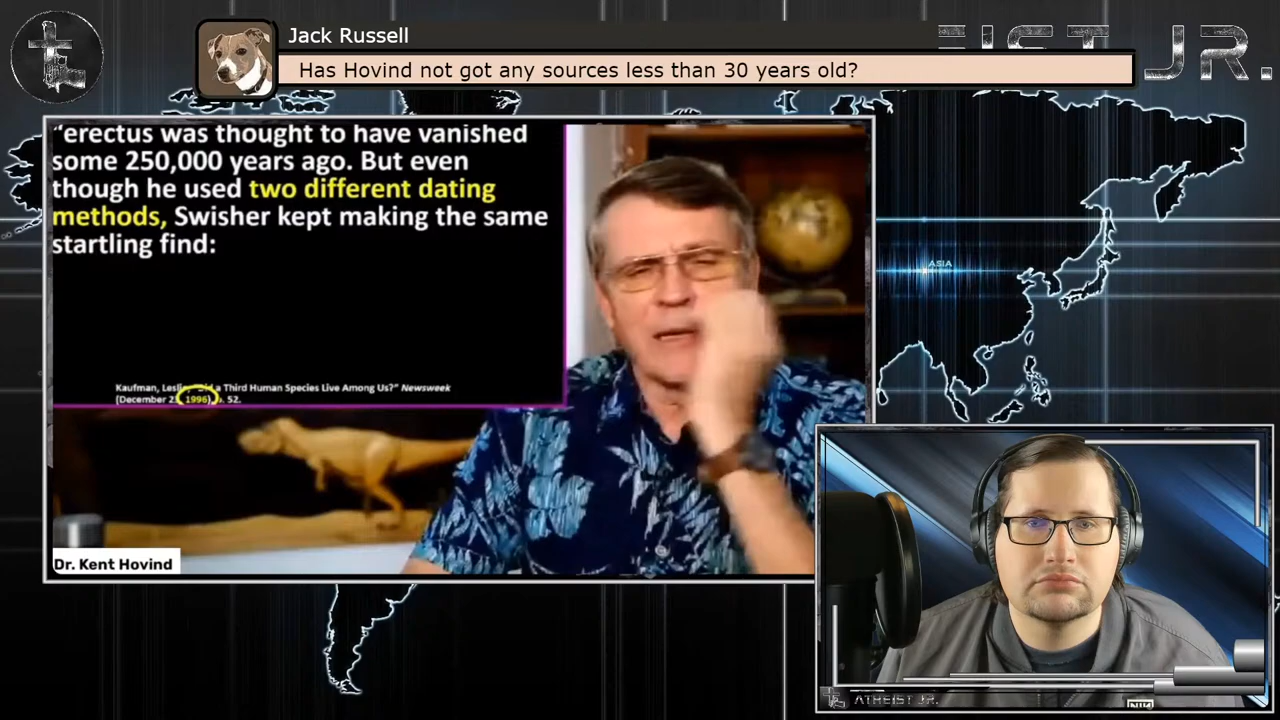 Jack Russell
EIST JR.
Has Hovind not got any sources less than 30 years old?
"erectus was thought to have vanished
some 250,000 years ago. But even
though he used two different dating
methods, Swisher kept making the same
startling find:
ASIA
Kaufman, Leslie, a Third Human Species Live Among Us?" Newsweek
(December 1996) 52.
Dr. Kent Hovind
ATHEIST JR.